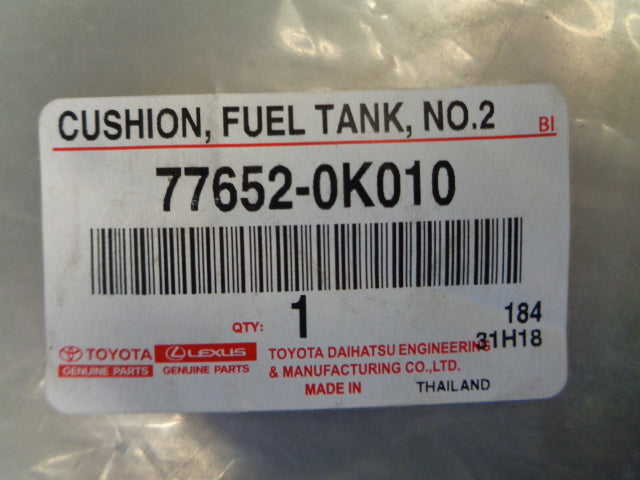 CUSHION, FUEL TANK, NO.2 BI
77652-0K010
QTY: 1 184
31H18
TOYOTA LEXUS TOYOTA DAIHATSU ENGINEERING
GENUINE PARTS GENUINE PARTS & MANUFACTURING CO.,LTD.
MADE IN THAILAND